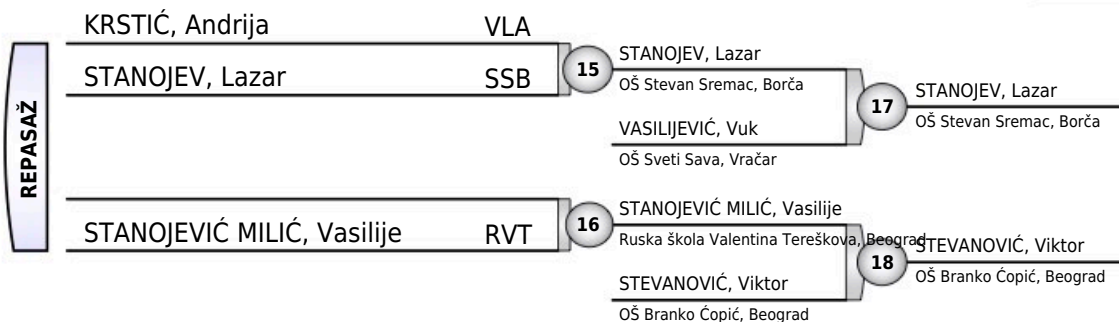 REPASAŽ
KRSTIĆ, Andrija VLA
STANOJEV, Lazar SSB
15
STANOJEV, Lazar
OŠ Stevan Sremac, Borča
VASILIJEVIĆ, Vuk
OŠ Sveti Sava, Vračar
17
STANOJEV, Lazar
OŠ Stevan Sremac, Borča
STANOJEVIĆ MILIĆ, Vasilije RVT
16
STANOJEVIĆ MILIĆ, Vasilije
Ruska škola Valentina Tereškova, Beograd
STEVANOVIĆ, Viktor
OŠ Branko Ćopić, Beograd
18
STEVANOVIĆ, Viktor
OŠ Branko Ćopić, Beograd